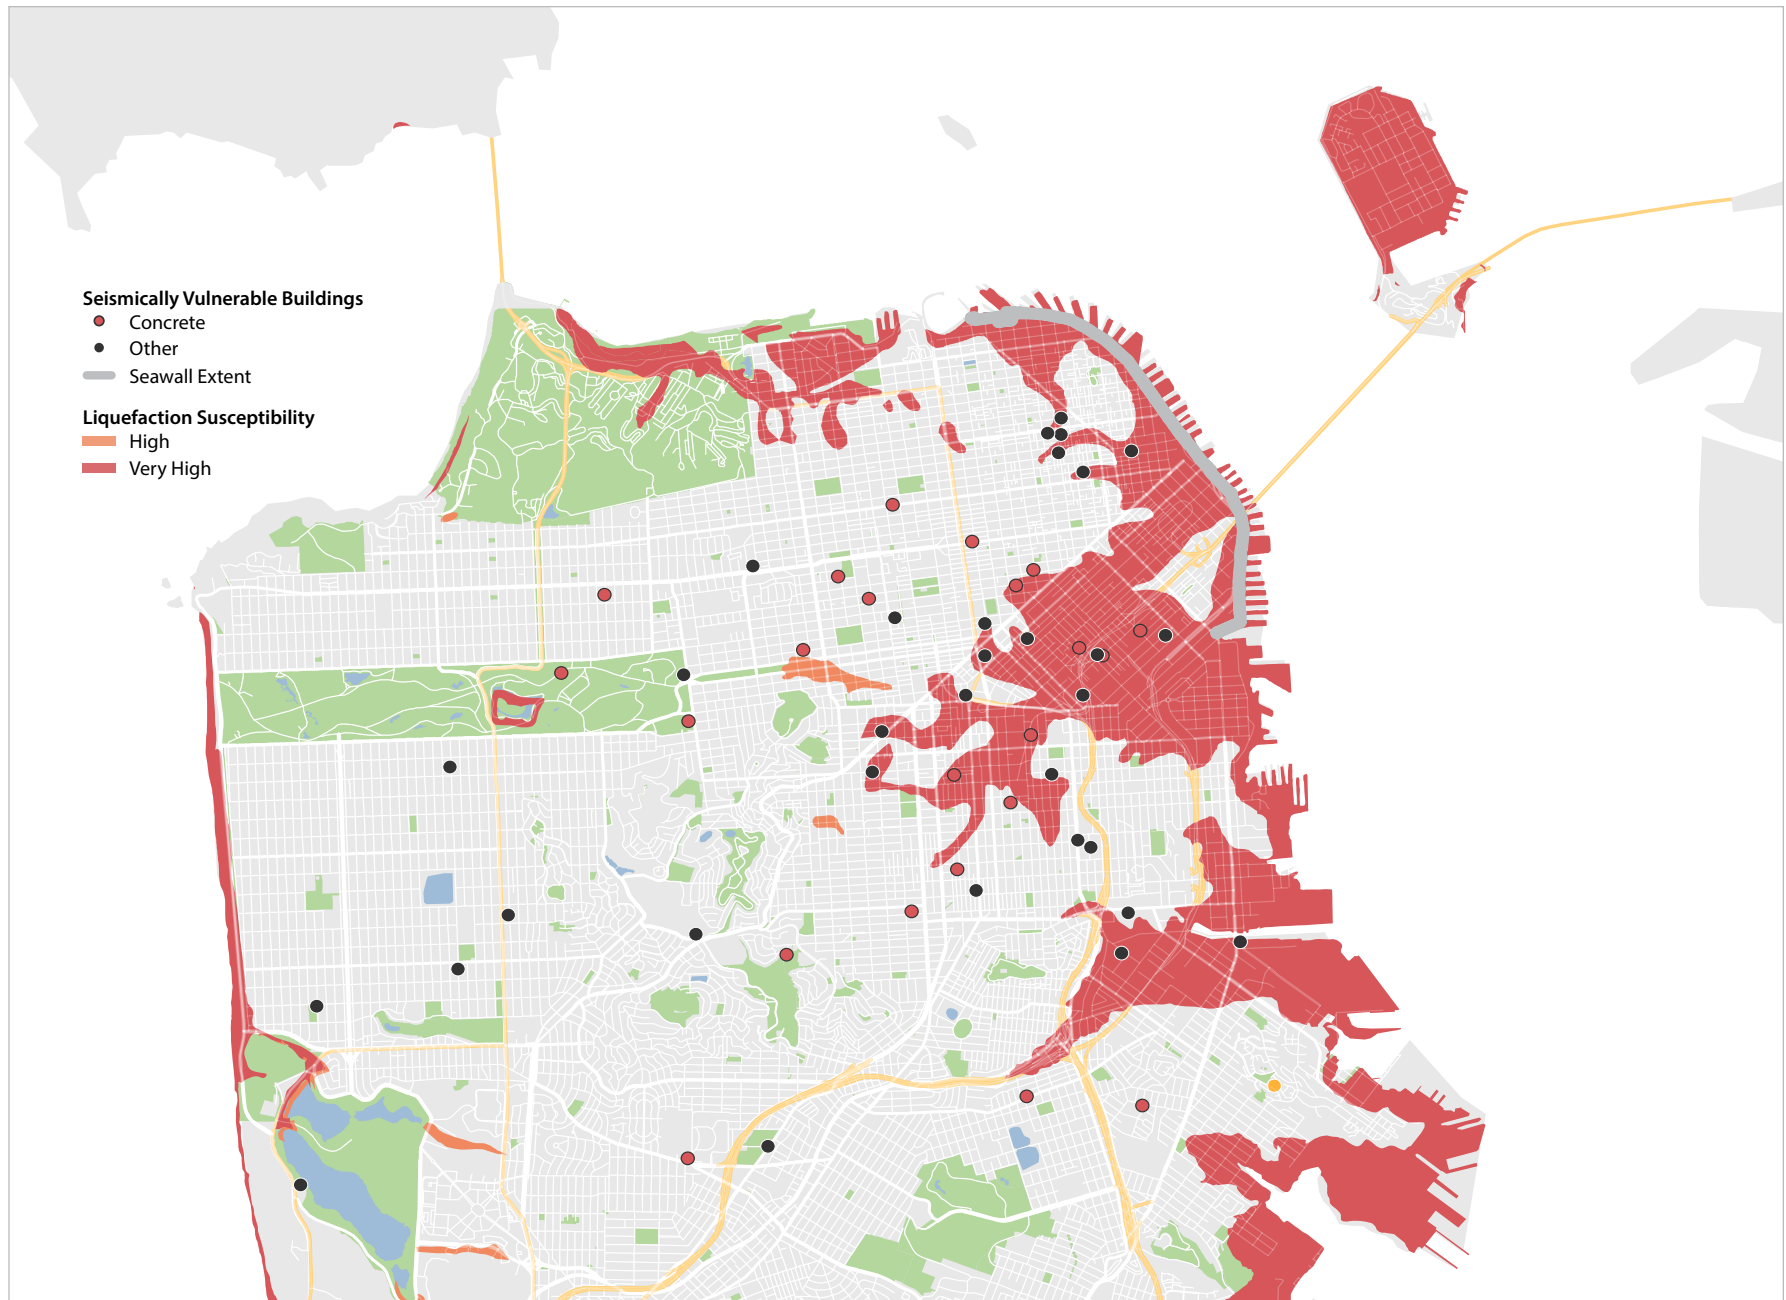 Seismically Vulnerable Buildings
Concrete
Other
Seawall Extent
Liquefaction Susceptibility
High
Very High